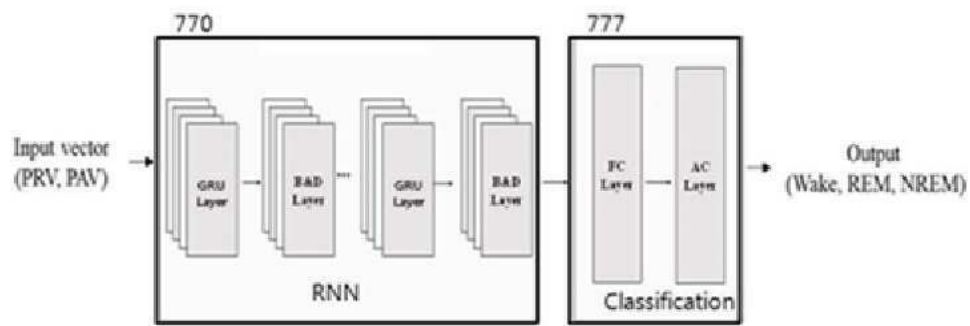 770
777
Input vector
(PRV, PAV)
GRU
Layer
B&D
Layer
...
GRU
Layer
B&D
Layer
FC
Layer
AC
Layer
Output
(Wake, REM, NREM)
RNN
Classification